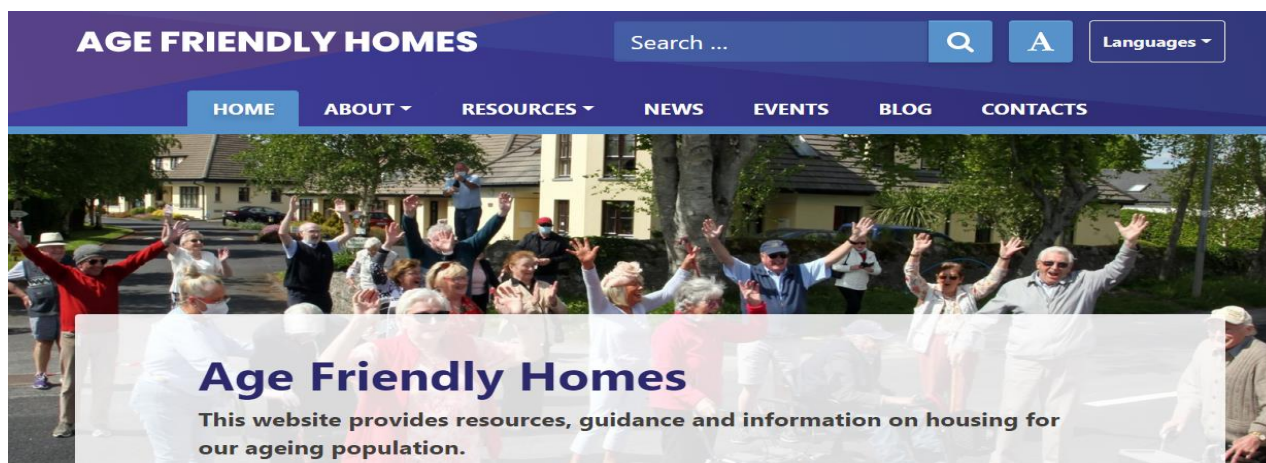 AGE FRIENDLY HOMES
Search ...
A
Languages
HOME
ABOUT
RESOURCES
NEWS
EVENTS
BLOG
CONTACTS
Age Friendly Homes
This website provides resources, guidance and information on housing for
our ageing population.